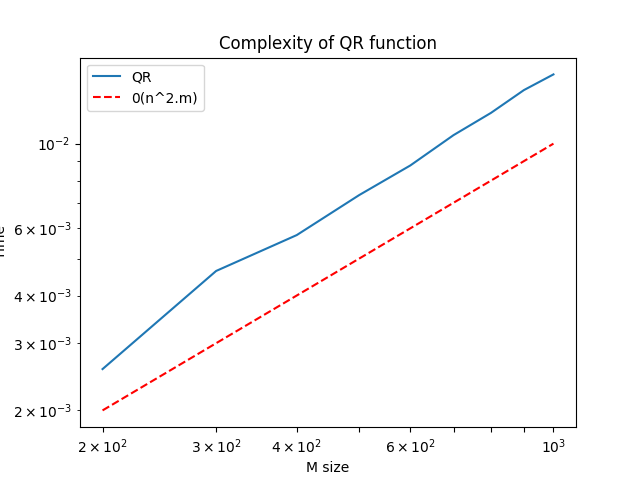 Complexity of QR function
QR
0(n^2.m)
10⁻²
6 × 10⁻³
4 × 10⁻³
3 × 10⁻³
2 × 10⁻³
2 × 10²
3 × 10²
4 × 10²
6 × 10²
10³
M size